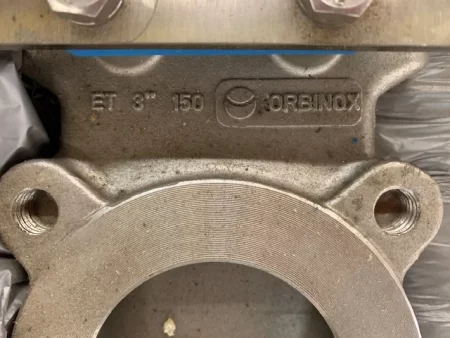 ET 3" 150 ORBINOX